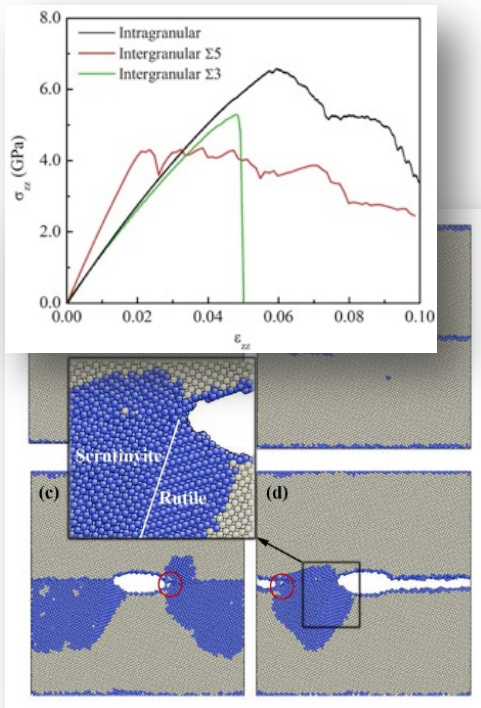 8.0
6.0
4.0
2.0
0.0
σzz (GPa)
Intragranular
Intergranular Σ5
Intergranular Σ3
0.00 0.02 0.04 0.06 0.08 0.10
εzz
Scrutinyite
Rutile
(c)
(d)